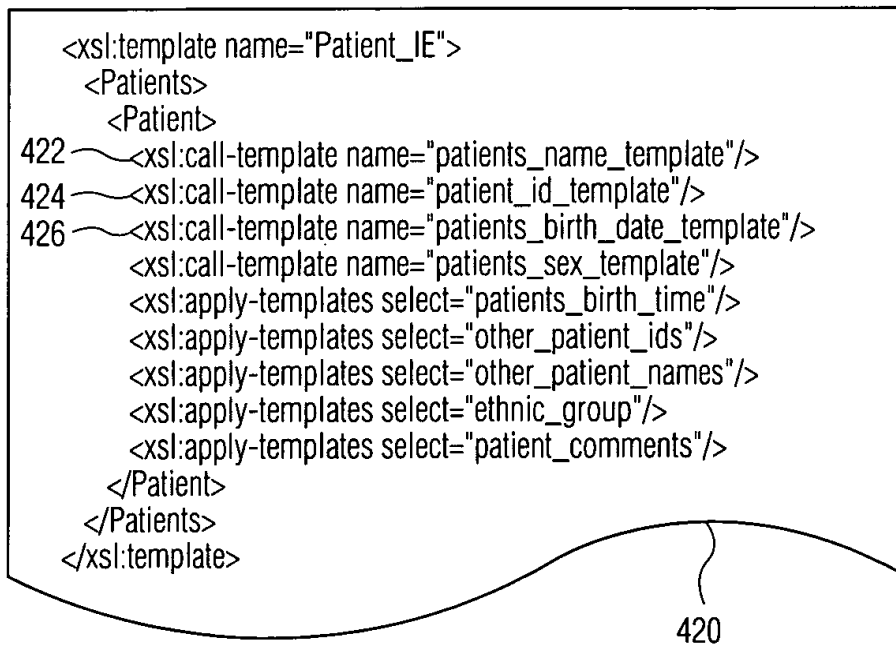 <xsl:template name="Patient_IE">
<Patients>
<Patient>
422 <xsl:call-template name="patients_name_template"/>
424 <xsl:call-template name="patient_id_template"/>
426 <xsl:call-template name="patients_birth_date_template"/>
<xsl:call-template name="patients_sex_template"/>
<xsl:apply-templates select="patients_birth_time"/>
<xsl:apply-templates select="other_patient_ids"/>
<xsl:apply-templates select="other_patient_names"/>
<xsl:apply-templates select="ethnic_group"/>
<xsl:apply-templates select="patient_comments"/>
</Patient>
</Patients>
</xsl:template>
420